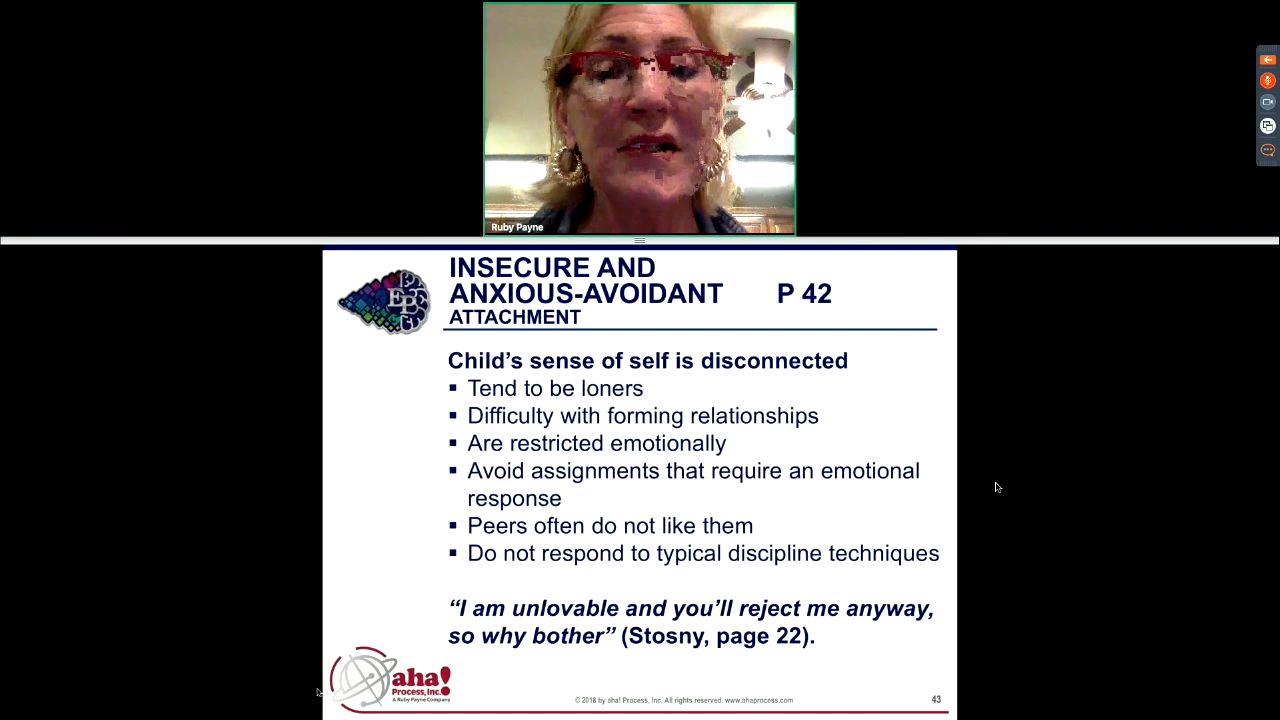 Ruby Payne
INSECURE AND
ANXIOUS-AVOIDANT P 42
ATTACHMENT
Child’s sense of self is disconnected
▪ Tend to be loners
▪ Difficulty with forming relationships
▪ Are restricted emotionally
▪ Avoid assignments that require an emotional
response
▪ Peers often do not like them
▪ Do not respond to typical discipline techniques
“I am unlovable and you’ll reject me anyway,
so why bother” (Stosny, page 22).
aha!
Process, Inc.
A Ruby Payne Company
© 2018 by aha! Process, Inc. All rights reserved. www.ahaprocess.com
43